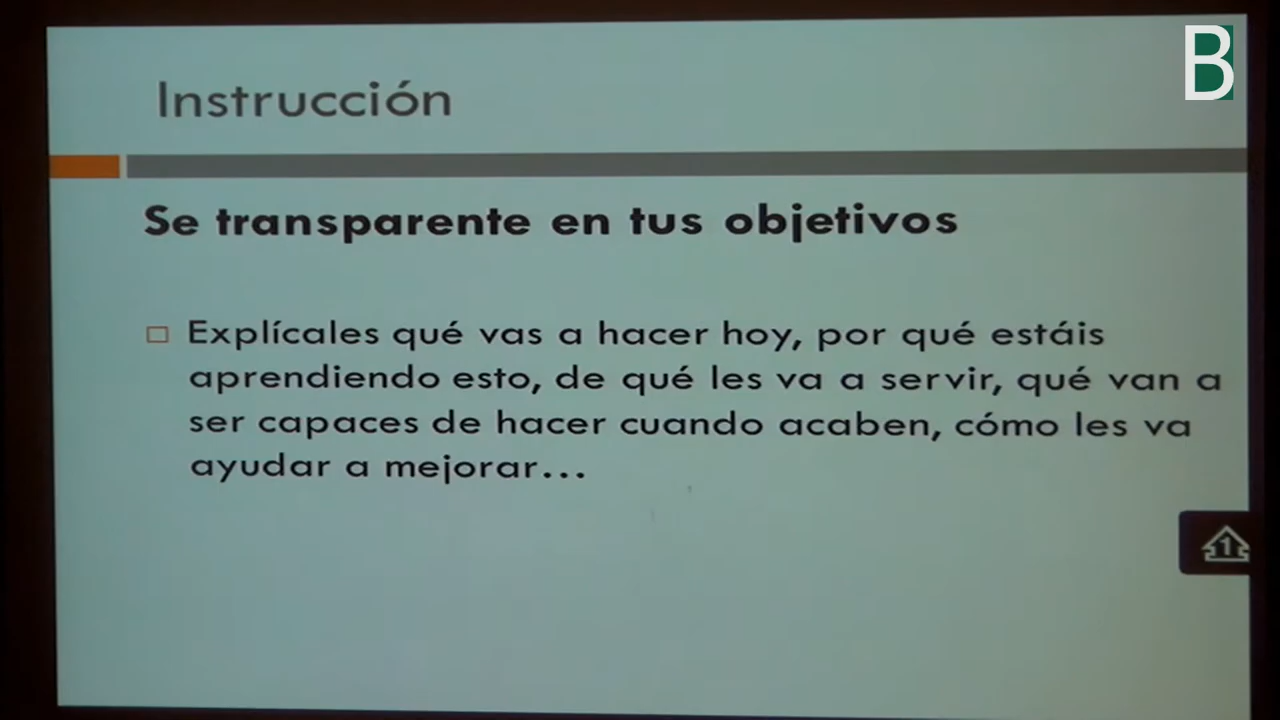 B
Instrucción
Se transparente en tus objetivos
Explícales qué vas a hacer hoy, por qué estáis
aprendiendo esto, de qué les va a servir, qué van a
ser capaces de hacer cuando acaben, cómo les va
ayudar a mejorar...
1